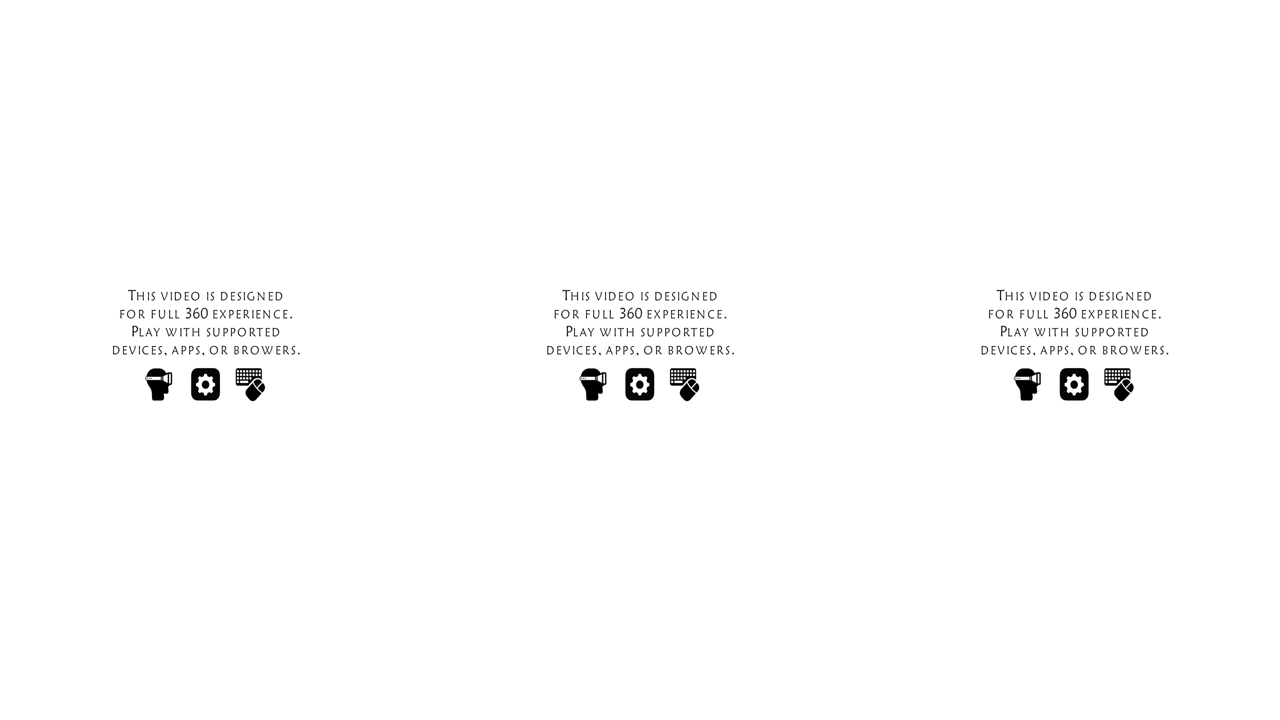 This video is designed
for full 360 experience.
Play with supported
devices, apps, or browers.
This video is designed
for full 360 experience.
Play with supported
devices, apps, or browers.
This video is designed
for full 360 experience.
Play with supported
devices, apps, or browers.